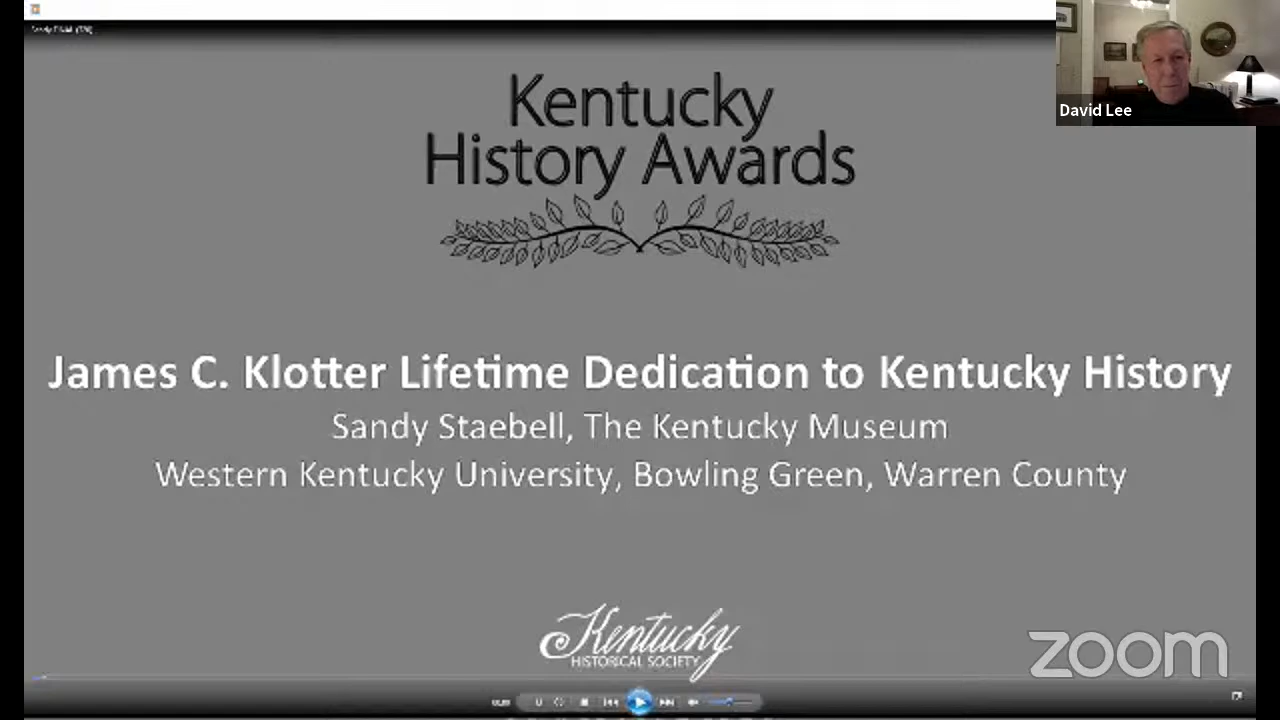 David Lee
Kentucky
History Awards
James C. Klotter Lifetime Dedication to Kentucky History
Sandy Staebell, The Kentucky Museum
Western Kentucky University, Bowling Green, Warren County
Kentucky
HISTORICAL SOCIETY
zoom